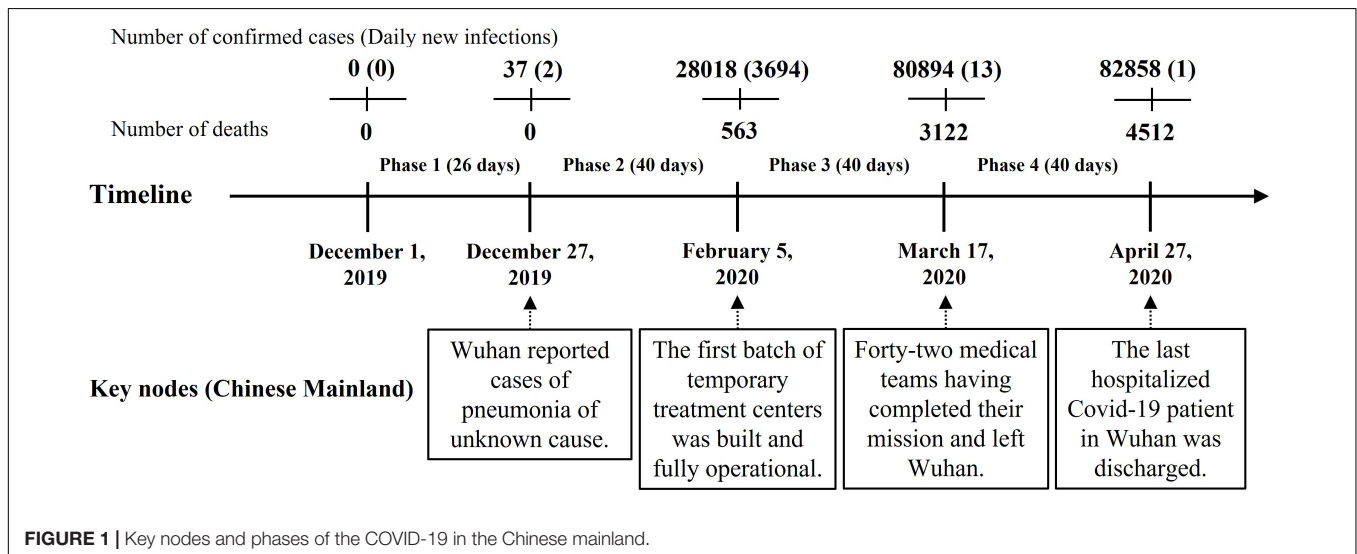 Number of confirmed cases (Daily new infections)
0 (0) 37 (2) 28018 (3694) 80894 (13) 82858 (1)
Number of deaths 0 0 563 3122 4512
Phase 1 (26 days) Phase 2 (40 days) Phase 3 (40 days) Phase 4 (40 days)
Timeline
December 1,
2019
December 27,
2019
February 5,
2020
March 17,
2020
April 27,
2020
Key nodes (Chinese Mainland)
Wuhan reported
cases of
pneumonia of
unknown cause.
The first batch of
temporary
treatment centers
was built and
fully operational.
Forty-two medical
teams having
completed their
mission and left
Wuhan.
The last
hospitalized
Covid-19 patient
in Wuhan was
discharged.
FIGURE 1 | Key nodes and phases of the COVID-19 in the Chinese mainland.